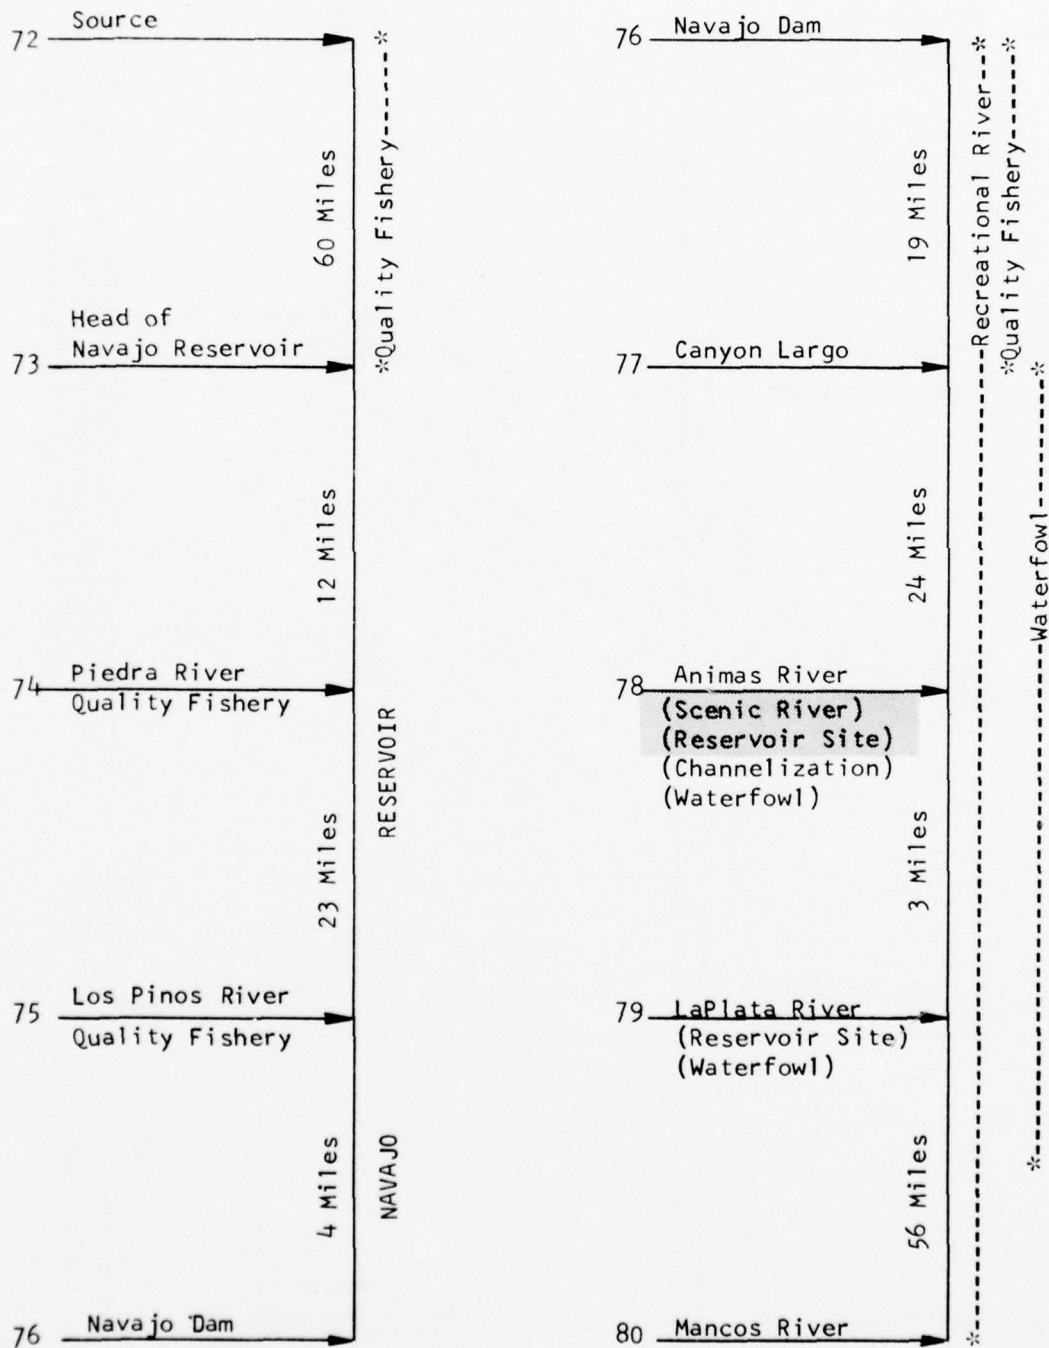 72 Source
*Quality Fishery------*
60 Miles
Head of
73 Navajo Reservoir
12 Miles
74 Piedra River
Quality Fishery
RESERVOIR
23 Miles
75 Los Pinos River
Quality Fishery
4 Miles
NAVAJO
76 Navajo Dam
76 Navajo Dam
19 Miles
*--Recreational River---*
*Quality Fishery------*
77 Canyon Largo
24 Miles
*--Waterfowl------*
78 Animas River
(Scenic River)
(Reservoir Site)
(Channelization)
(Waterfowl)
3 Miles
79 LaPlata River
(Reservoir Site)
(Waterfowl)
56 Miles
80 Mancos River